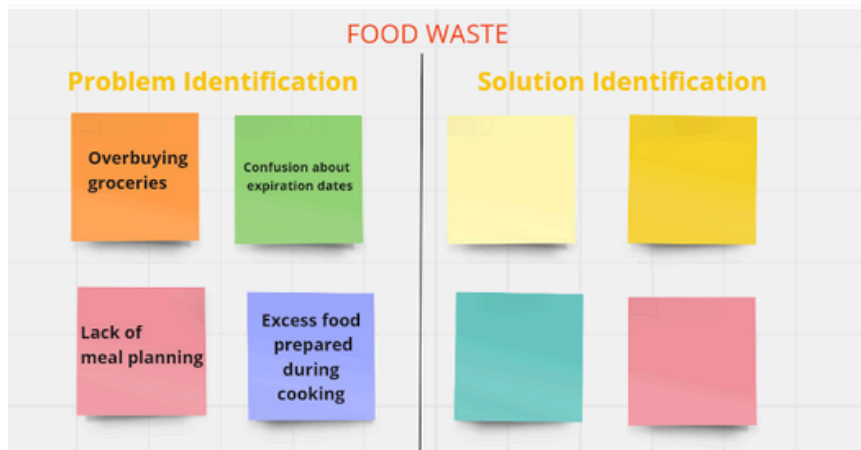 FOOD WASTE
Problem Identification
Solution Identification
Overbuying
groceries
Confusion about
expiration dates
Lack of
meal planning
Excess food
prepared
during
cooking